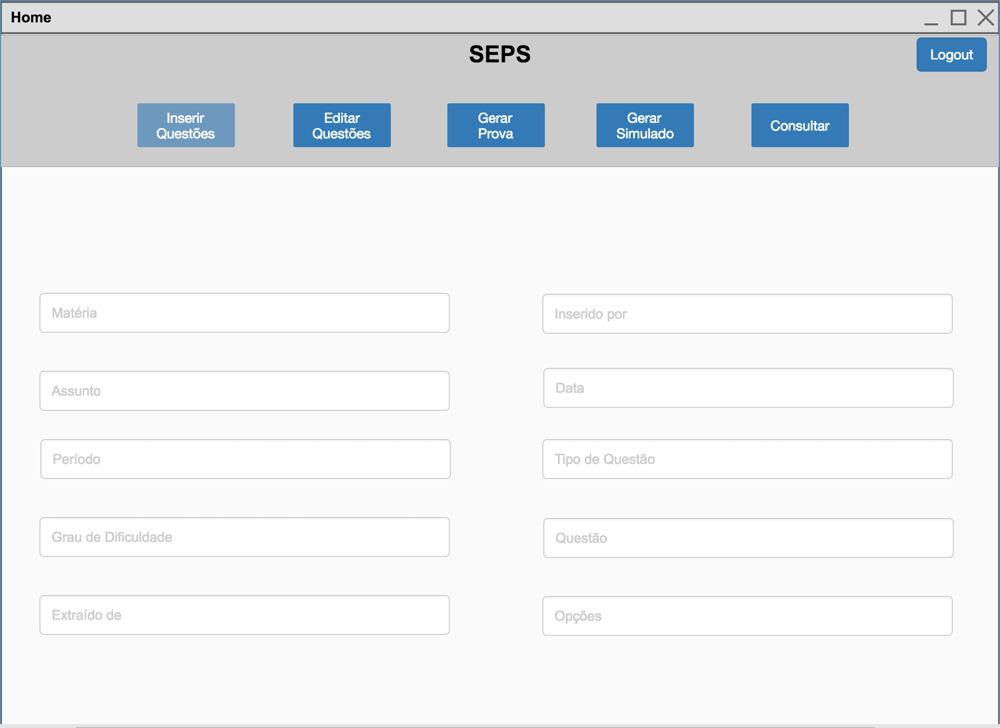 Home
SEPS
Logout
Inserir
Questões
Editar
Questões
Gerar
Prova
Gerar
Simulado
Consultar
Matéria
Inserido por
Assunto
Data
Período
Tipo de Questão
Grau de Dificuldade
Questão
Extraído de
Opções